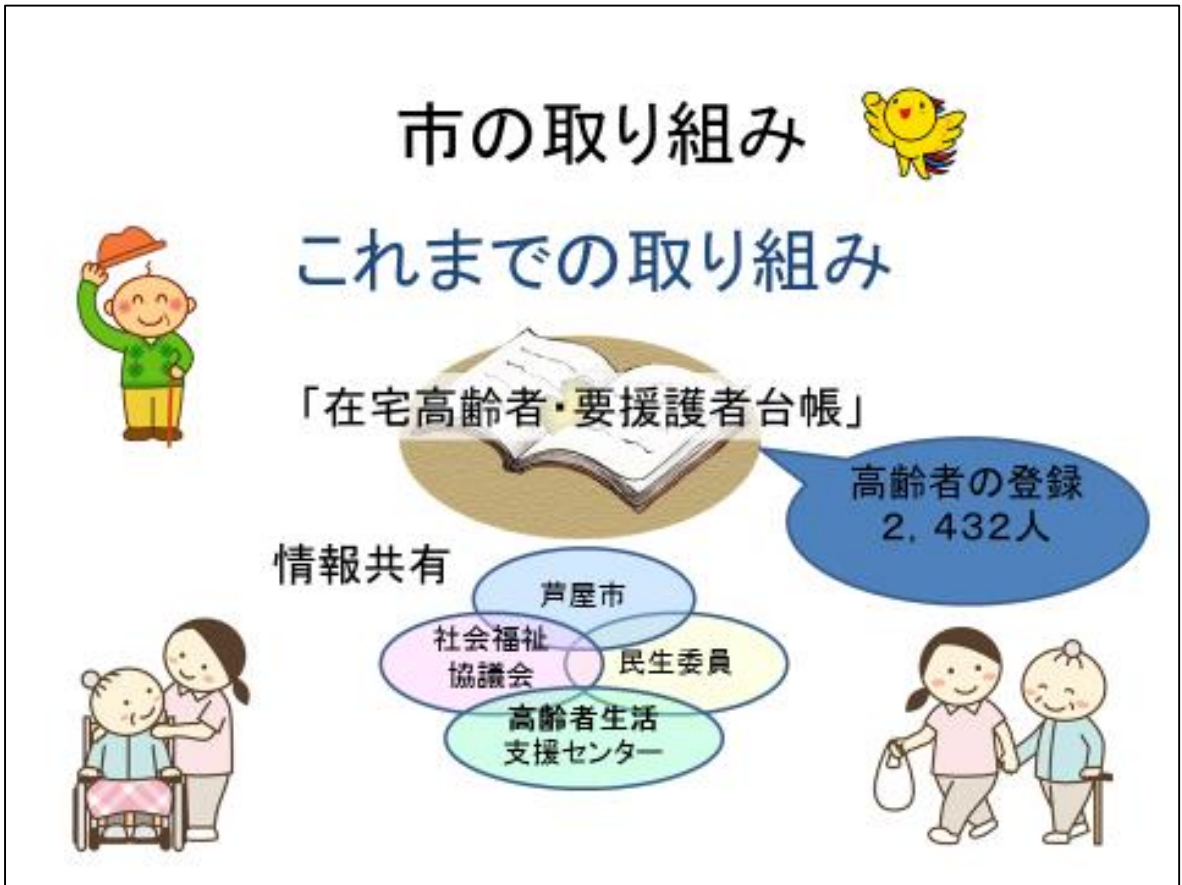 市の取り組み
これまでの取り組み
「在宅高齢者・要援護者台帳」
高齢者の登録
2，432人
情報共有
芦屋市
社会福祉
協議会
民生委員
高齢者生活
支援センター